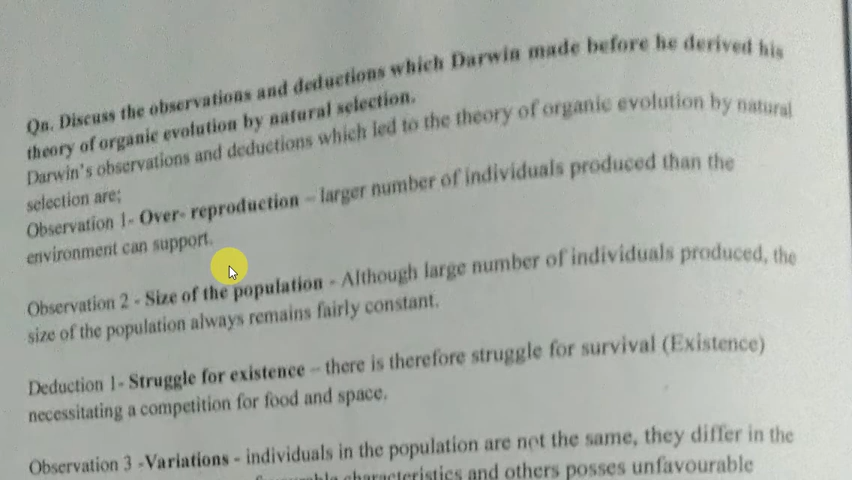 Qn. Discuss the observations and deductions which Darwin made before he derived his
theory of organic evolution by natural selection.
Darwin's observations and deductions which led to the theory of organic evolution by natural
selection are;
Observation 1- Over- reproduction – larger number of individuals produced than the
environment can support.
Observation 2 - Size of the population - Although large number of individuals produced, the
size of the population always remains fairly constant.
Deduction 1- Struggle for existence – there is therefore struggle for survival (Existence)
necessitating a competition for food and space.
Observation 3 -Variations - individuals in the population are not the same, they differ in the
characteristics and others posses unfavourable